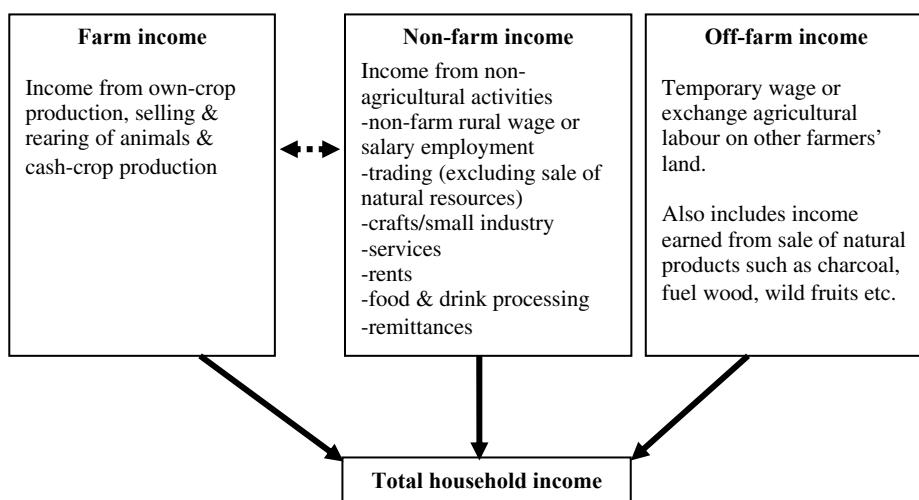 Farm income
Income from own-crop
production, selling &
rearing of animals &
cash-crop production
Non-farm income
Income from non-
agricultural activities
-non-farm rural wage or
salary employment
-trading (excluding sale of
natural resources)
-crafts/small industry
-services
-rents
-food & drink processing
-remittances
Off-farm income
Temporary wage or
exchange agricultural
labour on other farmers’
land.
Also includes income
earned from sale of natural
products such as charcoal,
fuel wood, wild fruits etc.
Total household income